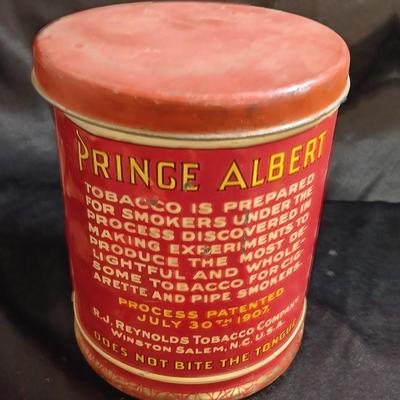 PRINCE ALBERT
TOBACCO IS PREPARED
FOR SMOKERS UNDER THE
PROCESS DISCOVERED IN
MAKING EXPERIMENTS TO
PRODUCE THE MOST DE-
LIGHTFUL AND WHOLE-
SOME TOBACCO FOR CIG-
ARETTE AND PIPE SMOKERS.
PROCESS PATENTED
JULY 30TH 1907.
R.J. REYNOLDS TOBACCO COMPANY
WINSTON SALEM, N.C. U.S.A.
DOES NOT BITE THE TONGUE